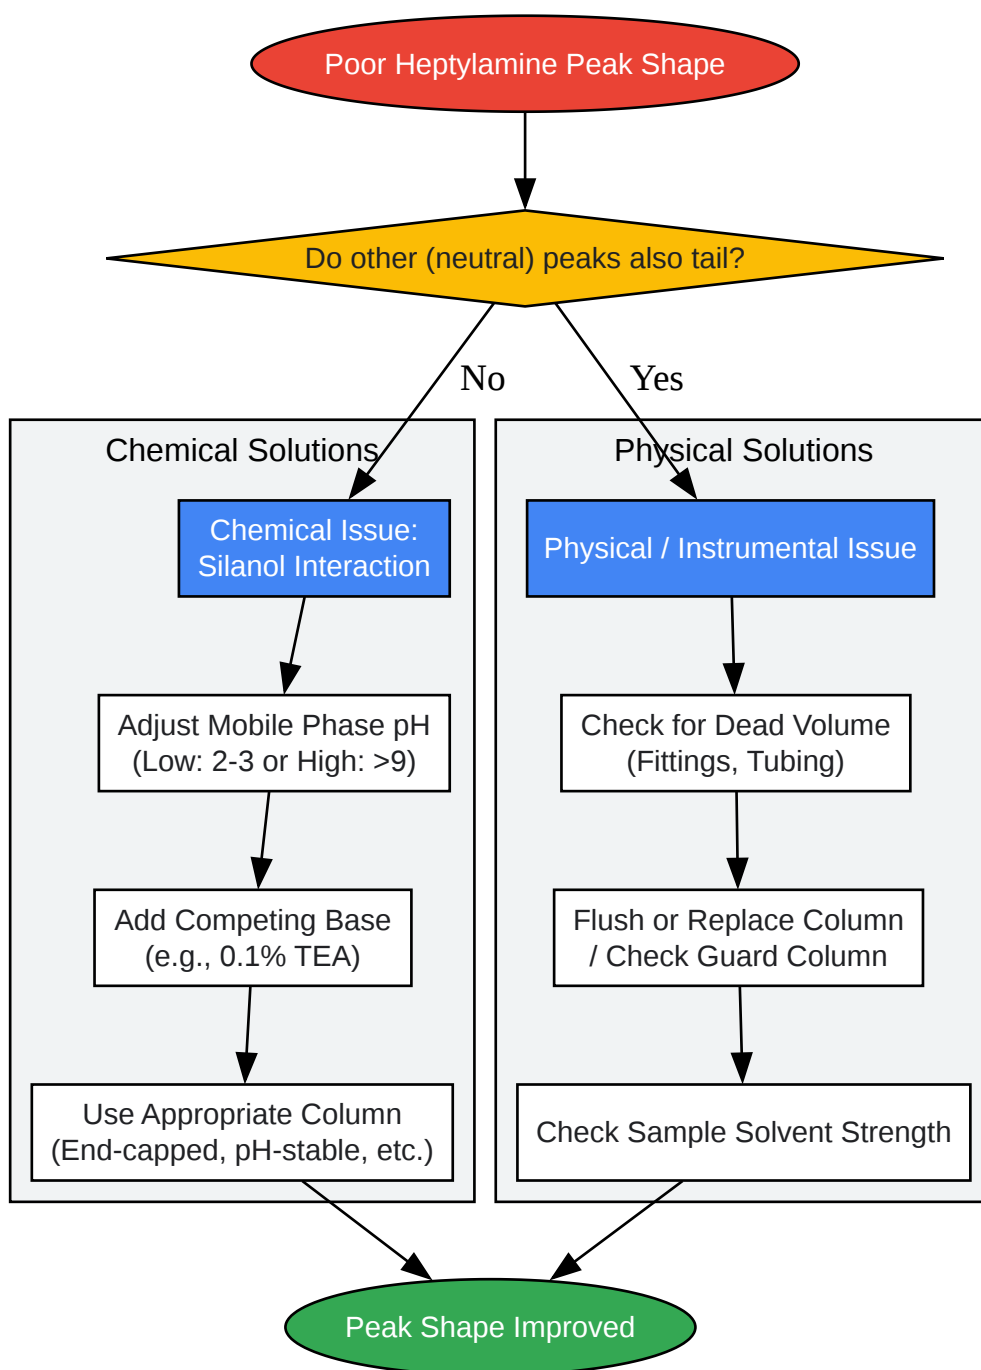 Poor Heptylamine Peak Shape
Do other (neutral) peaks also tail?
No
Yes
Chemical Solutions
Chemical Issue:
Silanol Interaction
Adjust Mobile Phase pH
(Low: 2-3 or High: >9)
Add Competing Base
(e.g., 0.1% TEA)
Use Appropriate Column
(End-capped, pH-stable, etc.)
Physical Solutions
Physical / Instrumental Issue
Check for Dead Volume
(Fittings, Tubing)
Flush or Replace Column
/ Check Guard Column
Check Sample Solvent Strength
Peak Shape Improved